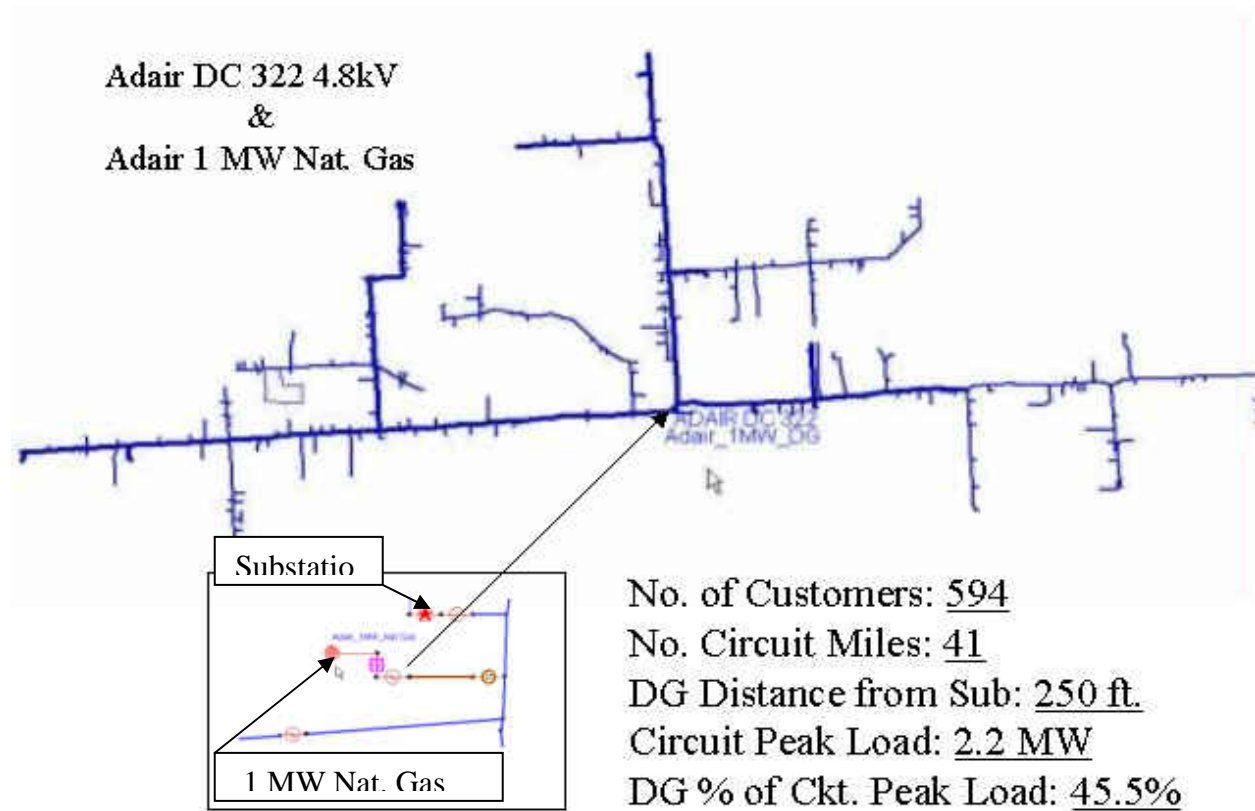 Adair DC 322 4.8kV
&
Adair 1 MW Nat. Gas
ADAIR DC 322
Adair_1MW_DG
Substatio
Adair_1MW_Nat Gas
1 MW Nat. Gas
No. of Customers: 594
No. Circuit Miles: 41
DG Distance from Sub: 250 ft.
Circuit Peak Load: 2.2 MW
DG % of Ckt. Peak Load: 45.5%